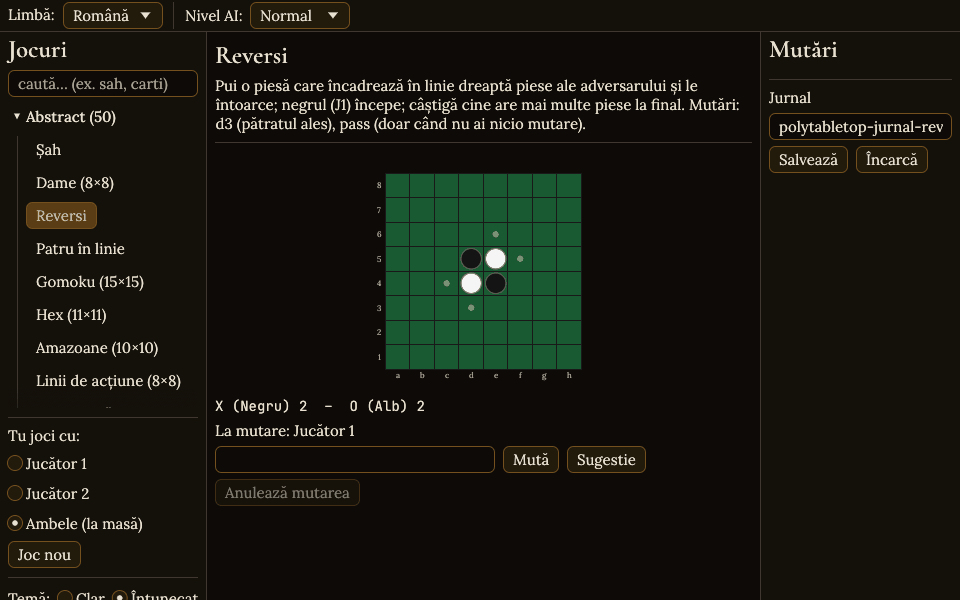 Limbă: Română Nivel AI: Normal
Jocuri
caută... (ex. sah, carti)
Abstract (50)
Șah
Dame (8×8)
Reversi
Patru în linie
Gomoku (15×15)
Hex (11×11)
Amazoane (10×10)
Linii de acțiune (8×8)
Tu joci cu:
Jucător 1
Jucător 2
Ambele (la masă)
Joc nou
Temă: Clar Întunecat
Reversi
Pui o piesă care încadrează în linie dreaptă piese ale adversarului și le
întoarce; negrul (J1) începe; câștigă cine are mai multe piese la final. Mutări:
d3 (pătratul ales), pass (doar când nu ai nicio mutare).
8
7
6
5
4
3
2
1
a b c d e f g h
X (Negru) 2 – O (Alb) 2
La mutare: Jucător 1
Mută Sugestie
Anulează mutarea
Mutări
Jurnal
polytabletop-jurnal-rev
Salvează Încarcă